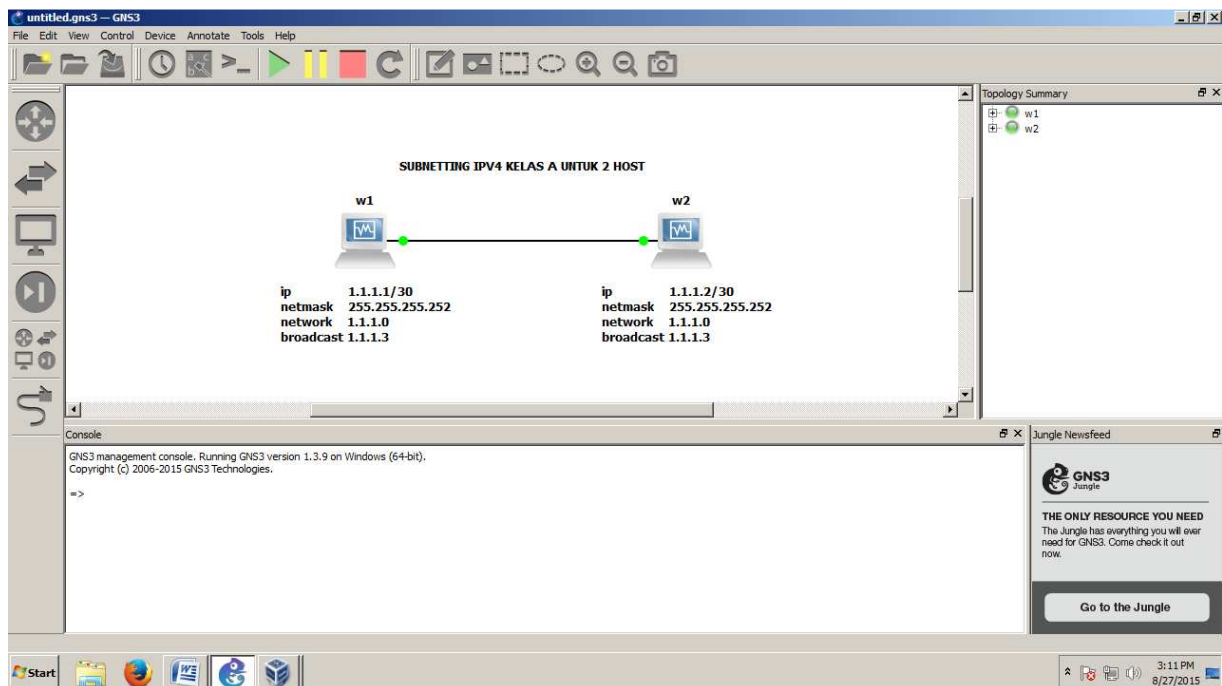 untitled.gns3 — GNS3
File Edit View Control Device Annotate Tools Help
Topology Summary
w1
w2
SUBNETTING IPV4 KELAS A UNTUK 2 HOST
w1
w2
ip 1.1.1.1/30
netmask 255.255.255.252
network 1.1.1.0
broadcast 1.1.1.3
ip 1.1.1.2/30
netmask 255.255.255.252
network 1.1.1.0
broadcast 1.1.1.3
Console
GNS3 management console. Running GNS3 version 1.3.9 on Windows (64-bit).
Copyright (c) 2006-2015 GNS3 Technologies.
=>
Jungle Newsfeed
GNS3
Jungle
THE ONLY RESOURCE YOU NEED
The Jungle has everything you will ever
need for GNS3. Come check it out
now.
Go to the Jungle
Start
3:11 PM
8/27/2015